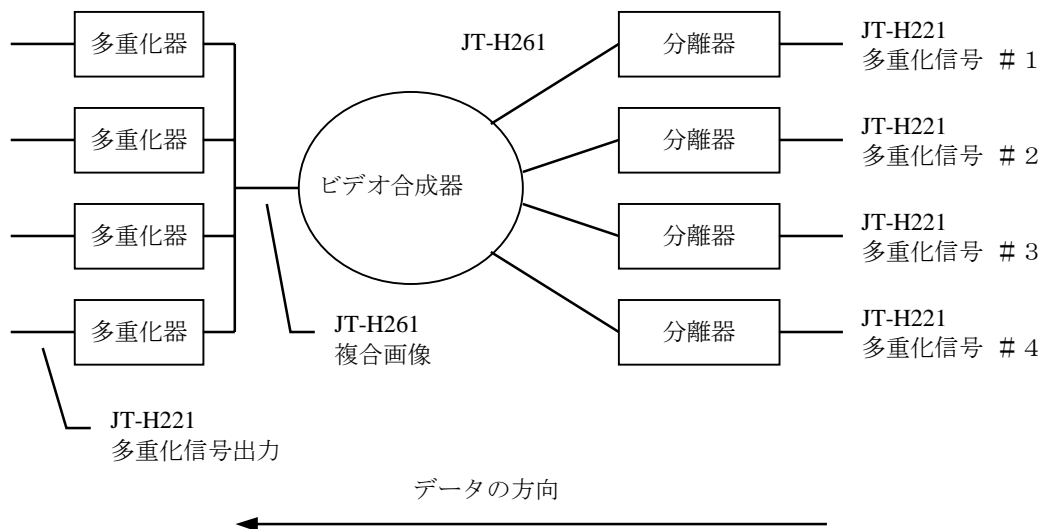 多重化器
JT-H261
分離器
JT-H221
多重化信号 ＃１
多重化器
分離器
JT-H221
多重化信号 ＃２
ビデオ合成器
多重化器
分離器
JT-H221
多重化信号 ＃３
多重化器
JT-H261
複合画像
分離器
JT-H221
多重化信号 ＃４
JT-H221
多重化信号出力
データの方向